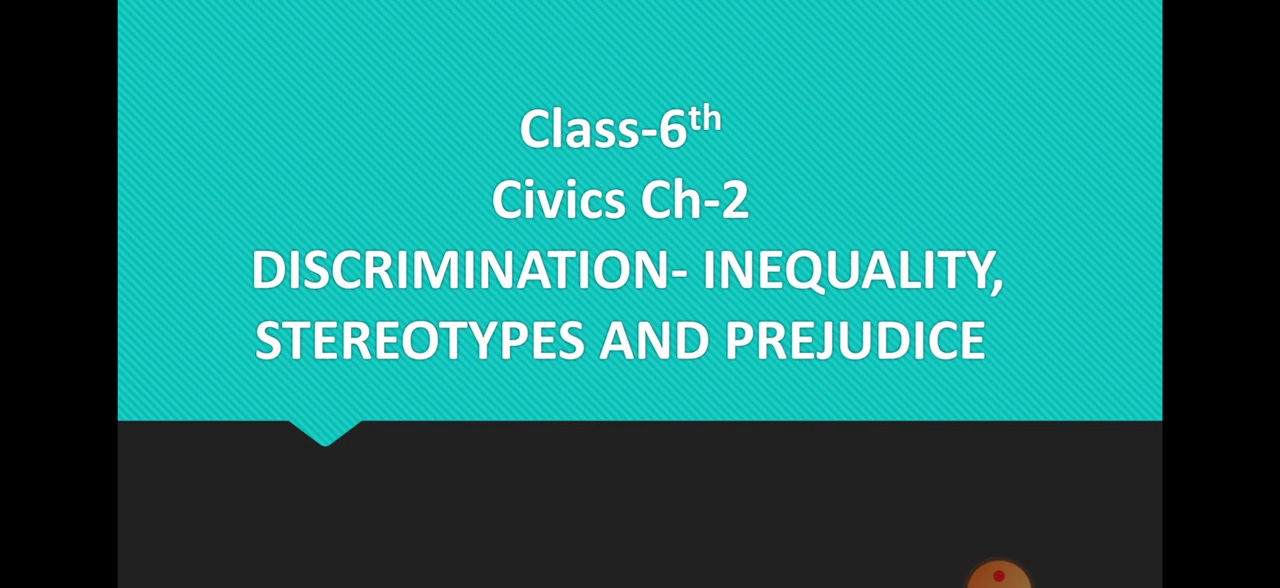 Class-6th
Civics Ch-2
DISCRIMINATION- INEQUALITY,
STEREOTYPES AND PREJUDICE